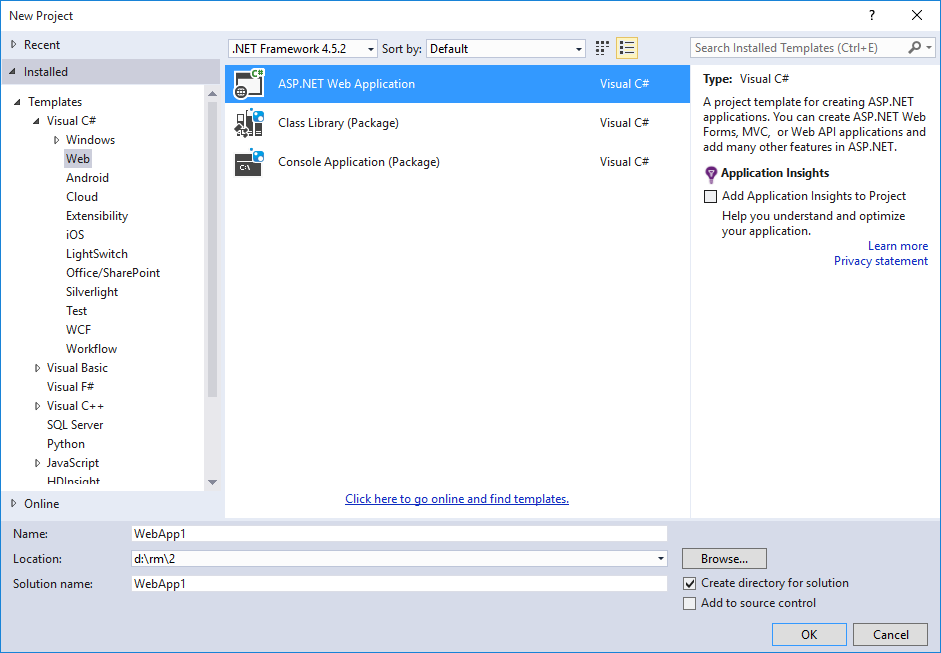 New Project
?
Recent
.NET Framework 4.5.2
Sort by:
Default
Search Installed Templates (Ctrl+E)
Installed
Templates
Visual C#
Windows
Web
Android
Cloud
Extensibility
iOS
LightSwitch
Office/SharePoint
Silverlight
Test
WCF
Workflow
Visual Basic
Visual F#
Visual C++
SQL Server
Python
JavaScript
HDInsight
Online
C#
ASP.NET Web Application Visual C#
Class Library (Package) Visual C#
C:\
Console Application (Package) Visual C#
Click here to go online and find templates.
Type: Visual C#
A project template for creating ASP.NET
applications. You can create ASP.NET Web
Forms, MVC, or Web API applications and
add many other features in ASP.NET.
Application Insights
Add Application Insights to Project
Help you understand and optimize
your application.
Learn more
Privacy statement
Name: WebApp1
Location: d:\rm\2
Browse...
Solution name: WebApp1
Create directory for solution
Add to source control
OK
Cancel